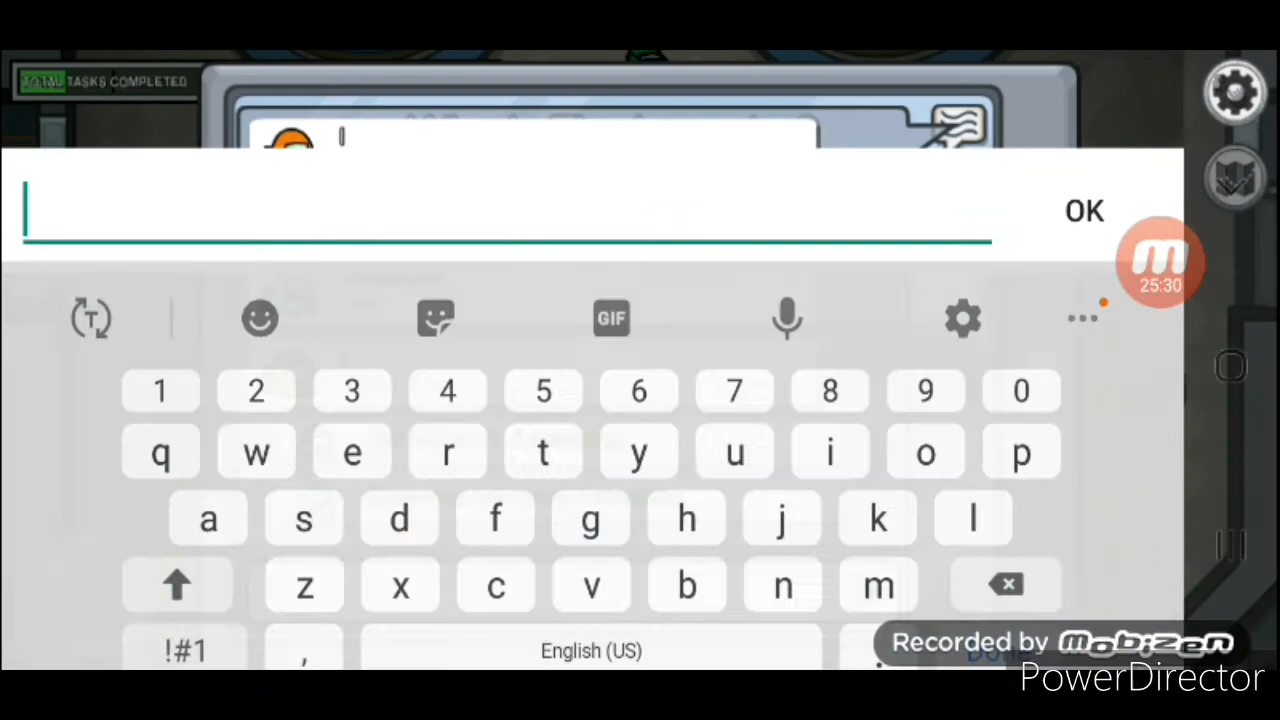 TOTAL TASKS COMPLETED
OK
25:30
GIF
1 2 3 4 5 6 7 8 9 0
q w e r t y u i o p
a s d f g h j k l
z x c v b n m
!#1 , English (US) .
Recorded by Mobizen
PowerDirector